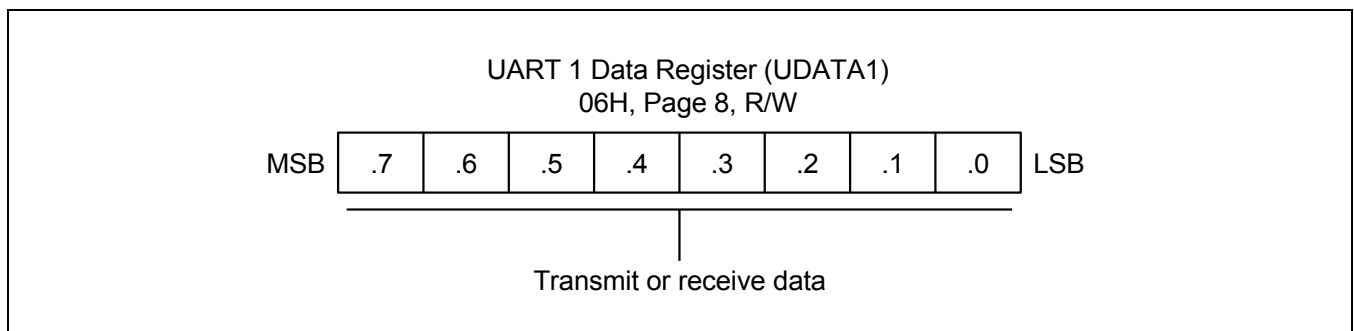 UART 1 Data Register (UDATA1)
06H, Page 8, R/W
MSB .7 .6 .5 .4 .3 .2 .1 .0 LSB
Transmit or receive data